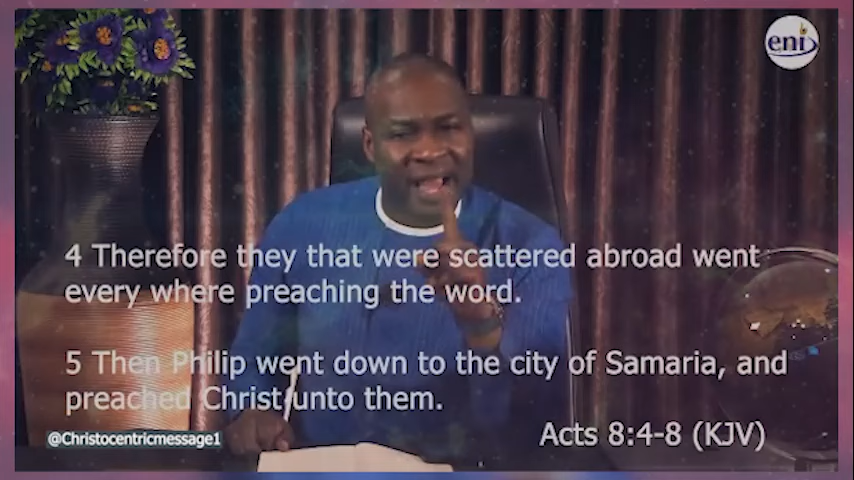 eni
4 Therefore they that were scattered abroad went
every where preaching the word.
5 Then Philip went down to the city of Samaria, and
preached Christ unto them.
Acts 8:4-8 (KJV)
@Christocentricmessage1